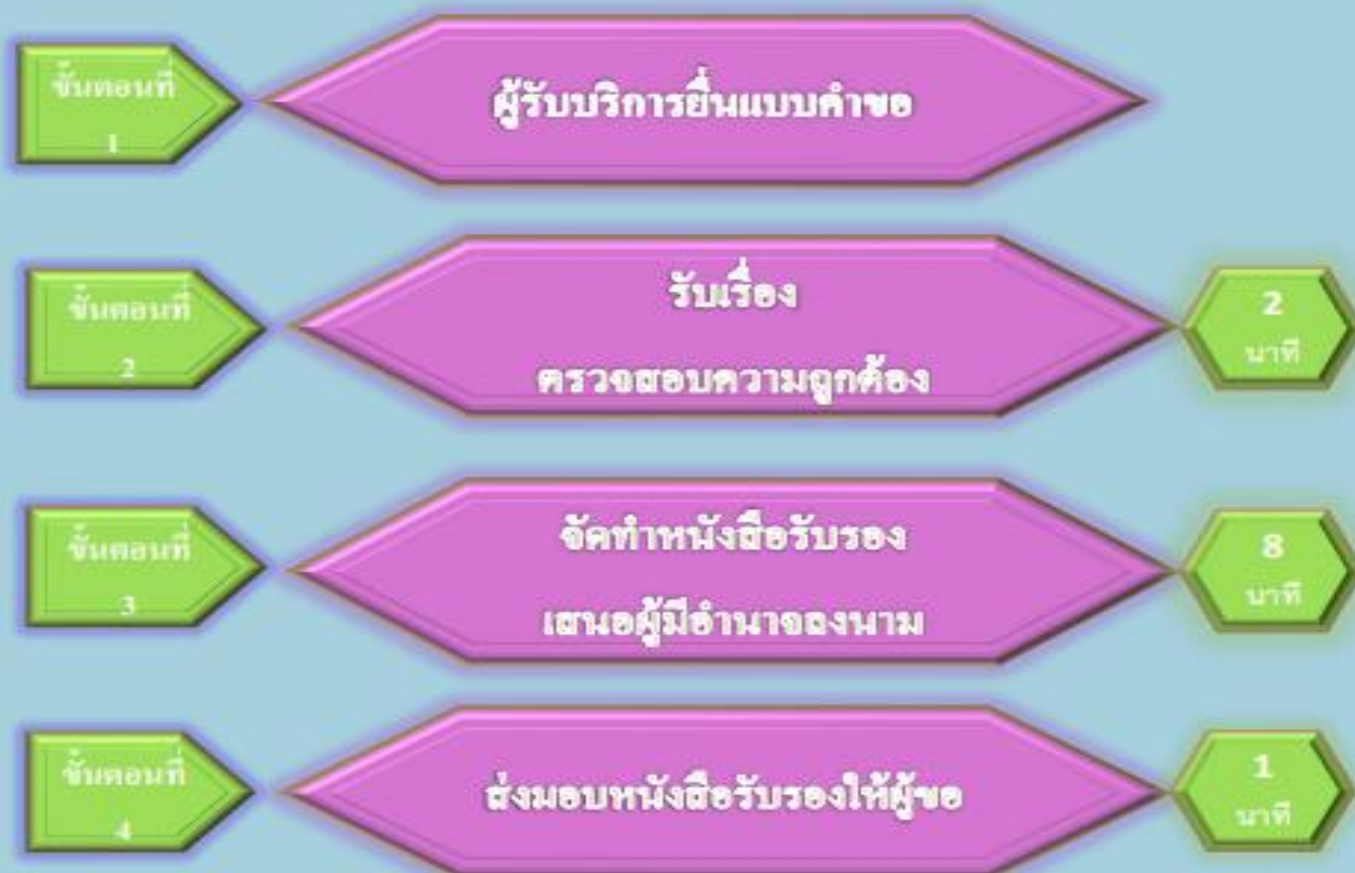 ขั้นตอนที่
1
ผู้รับบริการยื่นแบบคำขอ
ขั้นตอนที่
2
รับเรื่อง
ตรวจสอบความถูกต้อง
2
นาที
ขั้นตอนที่
3
จัดทำหนังสือรับรอง
เสนอผู้มีอำนาจลงนาม
8
นาที
ขั้นตอนที่
4
ส่งมอบหนังสือรับรองให้ผู้ขอ
1
นาที